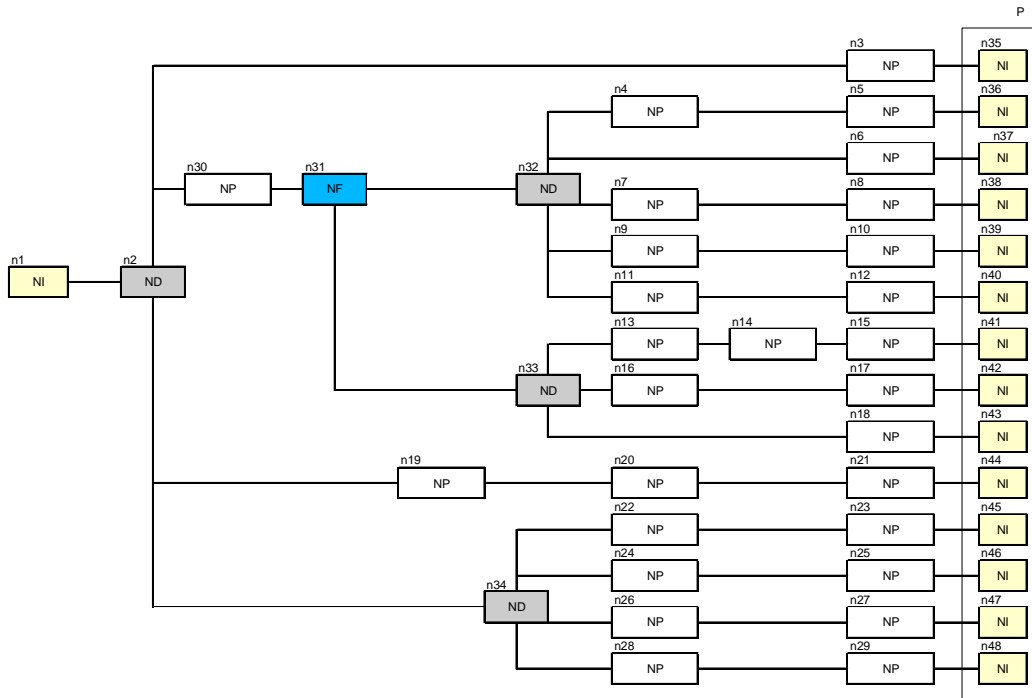 P
n3 n35
NP NI
n4 n5 n36
NP NP NI
n6 n37
NP NI
n30 n31 n32 n7 n8 n38
NP NF ND NP NP NI
n9 n10 n39
NP NP NI
n1 n2 n11 n12 n40
NI ND NP NP NI
n13 n14 n15 n41
NP NP NP NI
n33 n16 n17 n42
ND NP NP NI
n18 n43
NP NI
n19 n20 n21 n44
NP NP NP NI
n22 n23 n45
NP NP NI
n24 n25 n46
NP NP NI
n34 n26 n27 n47
ND NP NP NI
n28 n29 n48
NP NP NI